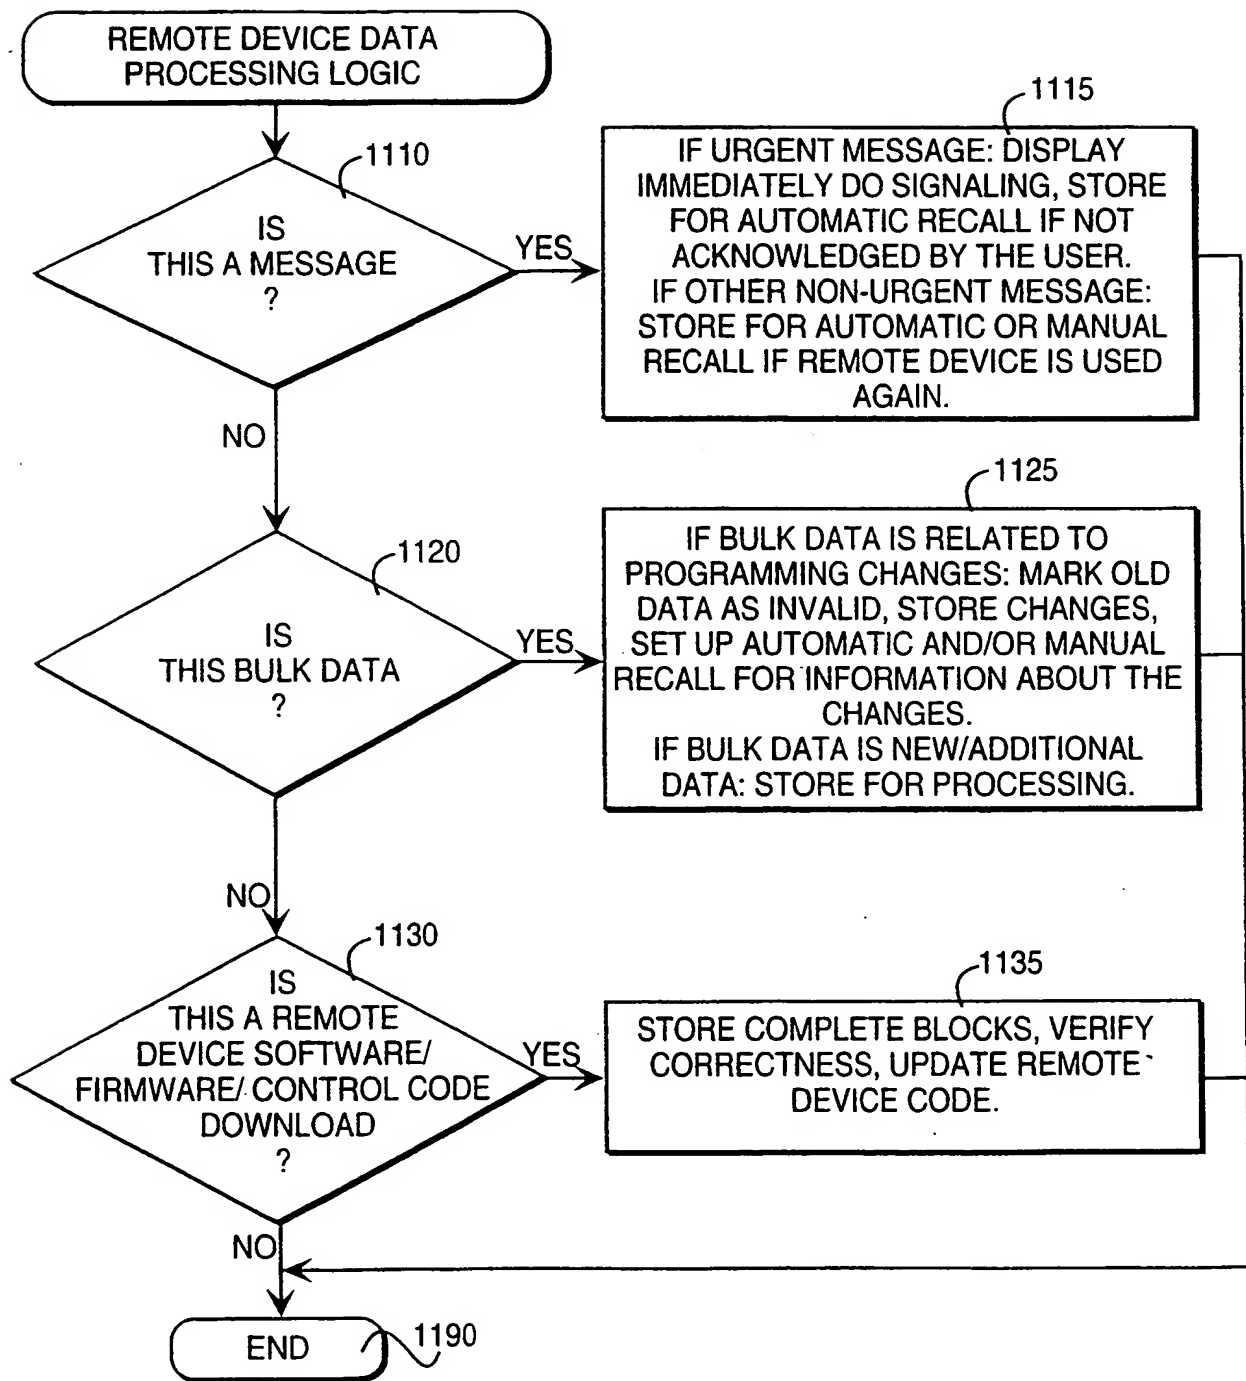 REMOTE DEVICE DATA
PROCESSING LOGIC
1110
IS
THIS A MESSAGE
?
YES
NO
1115
IF URGENT MESSAGE: DISPLAY
IMMEDIATELY DO SIGNALING, STORE
FOR AUTOMATIC RECALL IF NOT
ACKNOWLEDGED BY THE USER.
IF OTHER NON-URGENT MESSAGE:
STORE FOR AUTOMATIC OR MANUAL
RECALL IF REMOTE DEVICE IS USED
AGAIN.
1120
IS
THIS BULK DATA
?
YES
NO
1125
IF BULK DATA IS RELATED TO
PROGRAMMING CHANGES: MARK OLD
DATA AS INVALID, STORE CHANGES,
SET UP AUTOMATIC AND/OR MANUAL
RECALL FOR INFORMATION ABOUT THE
CHANGES.
IF BULK DATA IS NEW/ADDITIONAL
DATA: STORE FOR PROCESSING.
1130
IS
THIS A REMOTE
DEVICE SOFTWARE/
FIRMWARE/ CONTROL CODE
DOWNLOAD
?
YES
NO
1135
STORE COMPLETE BLOCKS, VERIFY
CORRECTNESS, UPDATE REMOTE
DEVICE CODE.
END
1190